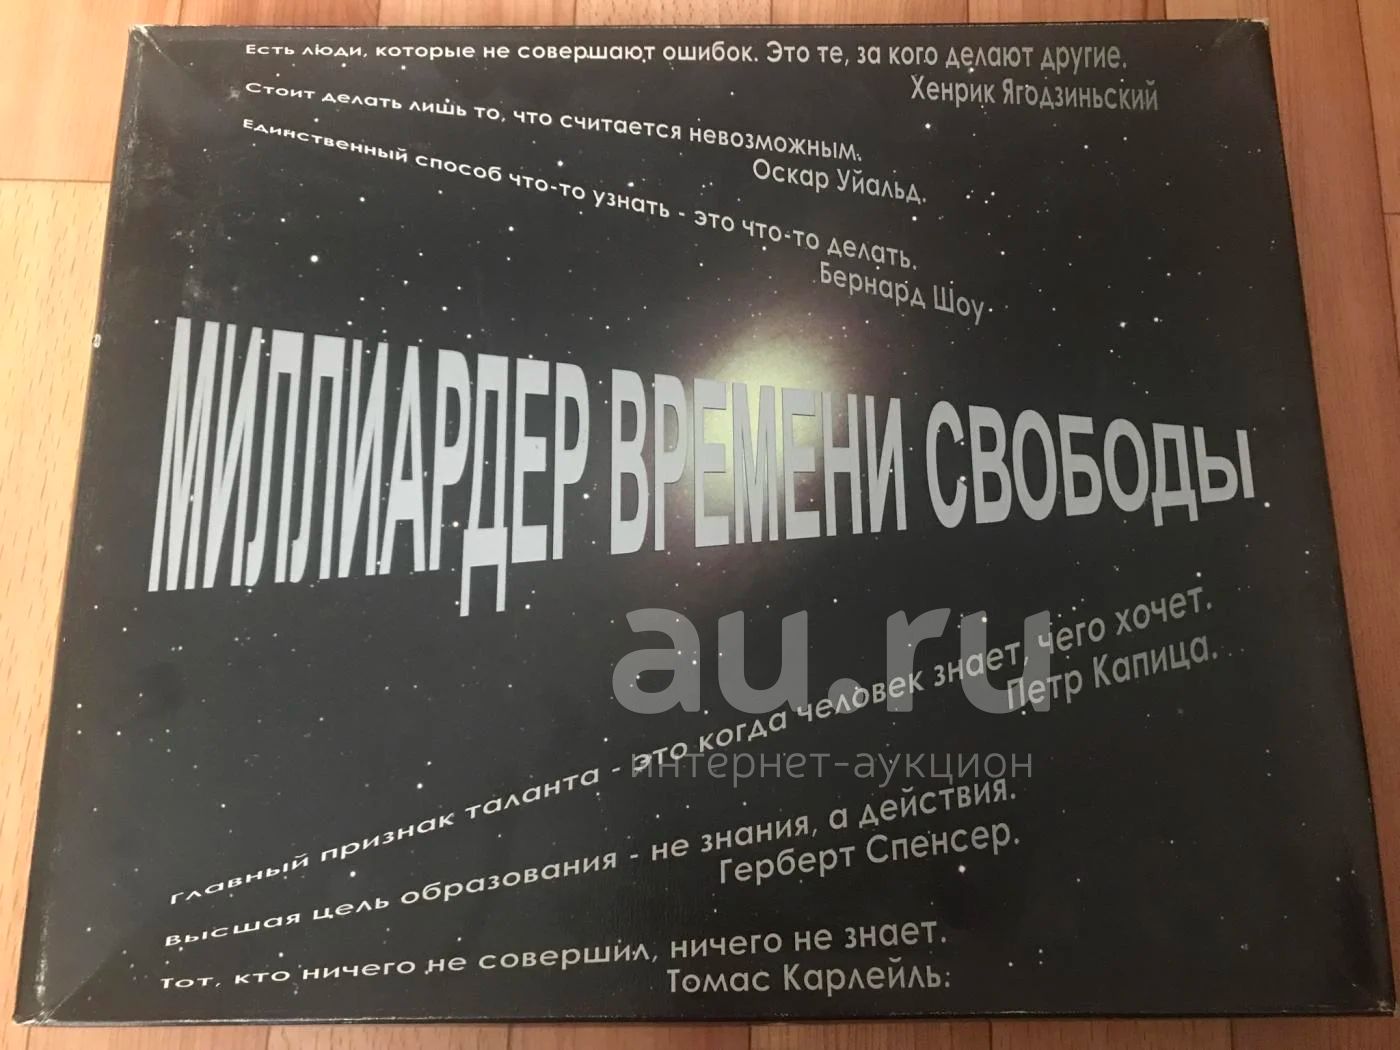 Есть люди, которые не совершают ошибок. Это те, за кого делают другие.
Хенрик Ягодзиньский
Стоит делать лишь то, что считается невозможным.
Оскар Уйальд.
Единственный способ что-то узнать - это что-то делать.
Бернард Шоу
МИЛЛИАРДЕР ВРЕМЕНИ СВОБОДЫ
au.ru
интернет-аукцион
главный признак таланта - это когда человек знает, чего хочет.
Петр Капица.
высшая цель образования - не знания, а действия.
Герберт Спенсер.
Тот, кто ничего не совершил, ничего не знает.
Томас Карлейль.